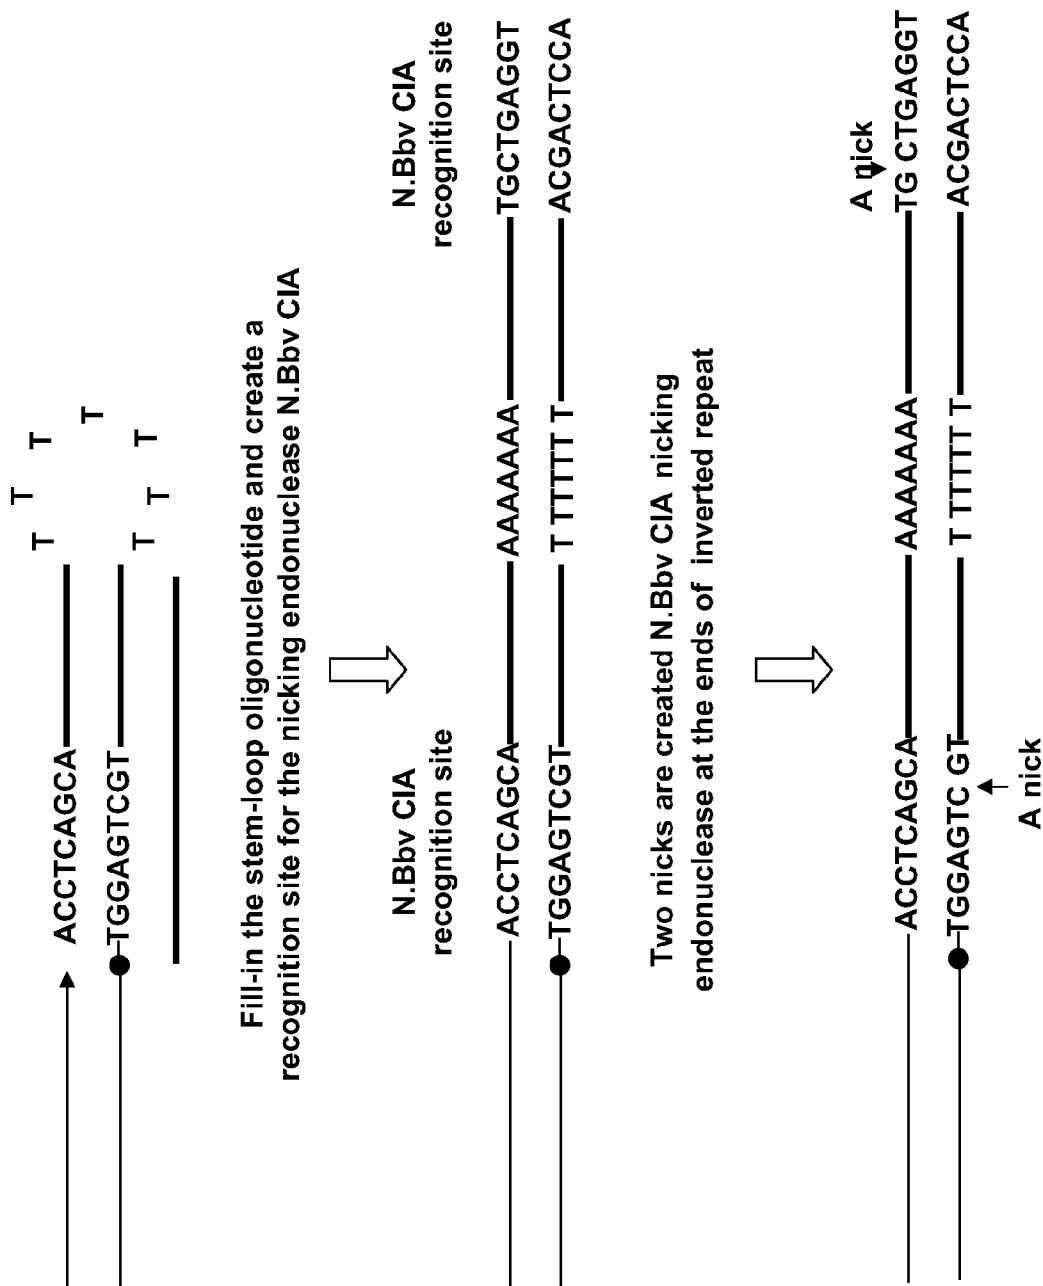 T
T T
ACCTCAGCA T
T
TGGAGTCGT T
T
Fill-in the stem-loop oligonucleotide and create a
recognition site for the nicking endonuclease N.Bbv CIA
N.Bbv CIA
recognition site
N.Bbv CIA
recognition site
ACCTCAGCA AAAAAAA TGCTGAGGT
TGGAGTCGT T TTTTT T ACGACTCCA
Two nicks are created N.Bbv CIA nicking
endonuclease at the ends of inverted repeat
A nick
ACCTCAGCA AAAAAAA TG CTGAGGT
TGGAGTC GT T TTTTT T ACGACTCCA
A nick